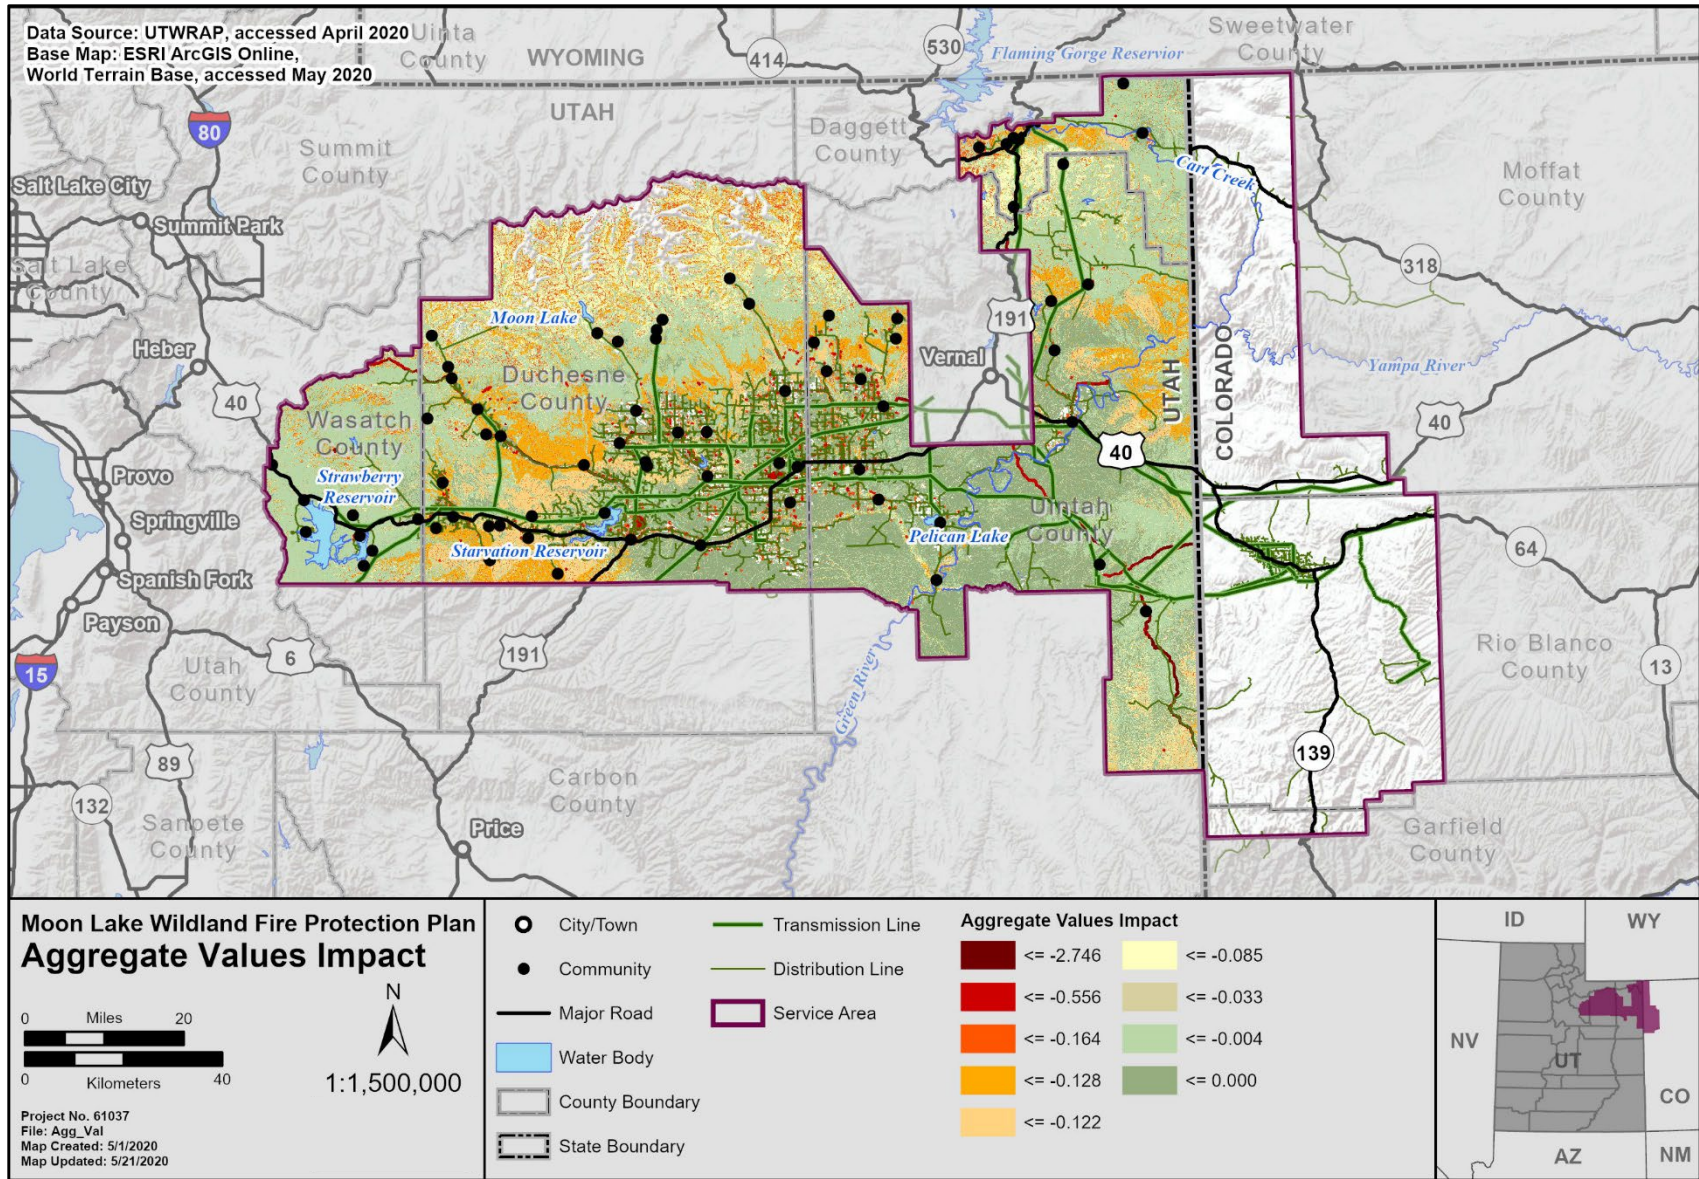 Data Source: UTWRAP, accessed April 2020
Base Map: ESRI ArcGIS Online,
World Terrain Base, accessed May 2020
Uinta
County
WYOMING
414
530
Flaming Gorge Reservior
Sweetwater
County
UTAH
80
Summit
County
Daggett
County
Salt Lake City
Summit Park
Salt Lake
County
Cart Creek
Moffat
County
318
Moon Lake
191
Heber
Vernal
Duchesne
County
Yampa River
40
Wasatch
County
UTAH
COLORADO
40
40
Provo
Strawberry
Reservoir
Springville
Starvation Reservoir
Pelican Lake
Uintah
County
64
Spanish Fork
Payson
Utah
County
6
191
15
Green River
Rio Blanco
County
13
89
132
Carbon
County
139
Sanpete
County
Price
Garfield
County
Moon Lake Wildland Fire Protection Plan
Aggregate Values Impact
0 Miles 20
0 Kilometers 40
N
1:1,500,000
Project No. 61037
File: Agg_Val
Map Created: 5/1/2020
Map Updated: 5/21/2020
City/Town
Community
Major Road
Water Body
County Boundary
State Boundary
Transmission Line
Distribution Line
Service Area
Aggregate Values Impact
<= -2.746
<= -0.556
<= -0.164
<= -0.128
<= -0.122
<= -0.085
<= -0.033
<= -0.004
<= 0.000
ID
WY
NV
UT
CO
AZ
NM